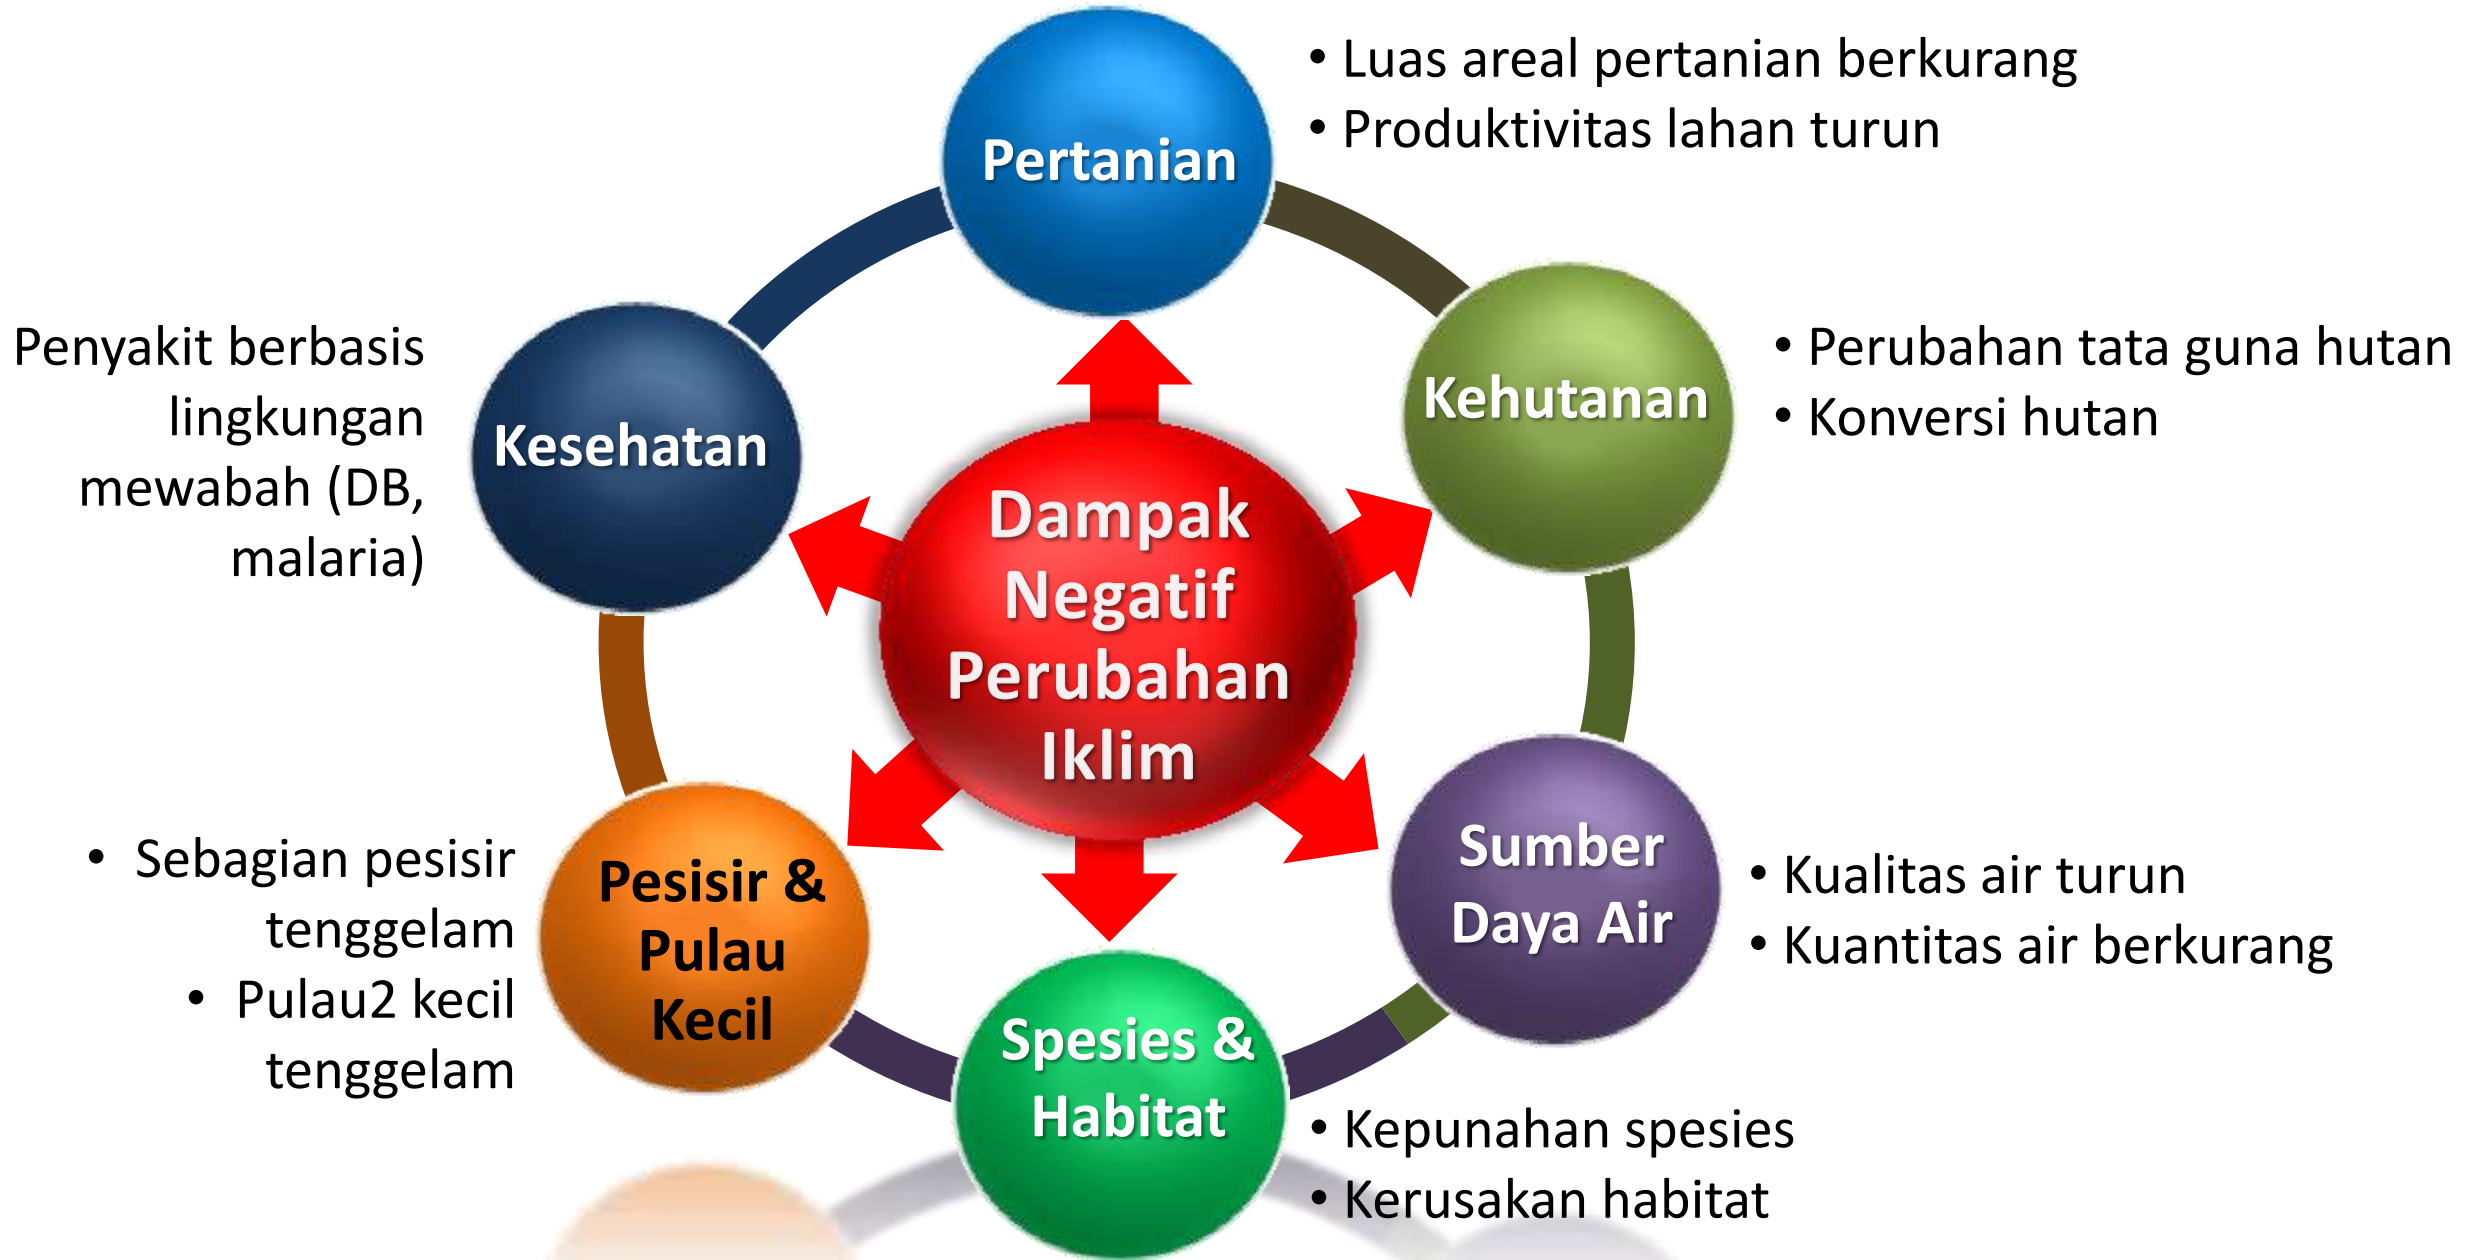 Dampak
Negatif
Perubahan
Iklim
Pertanian
• Luas areal pertanian berkurang
• Produktivitas lahan turun
Kehutanan
• Perubahan tata guna hutan
• Konversi hutan
Sumber
Daya Air
• Kualitas air turun
• Kuantitas air berkurang
Spesies &
Habitat
• Kepunahan spesies
• Kerusakan habitat
Pesisir &
Pulau
Kecil
• Sebagian pesisir
tenggelam
• Pulau2 kecil
tenggelam
Kesehatan
Penyakit berbasis
lingkungan
mewabah (DB,
malaria)